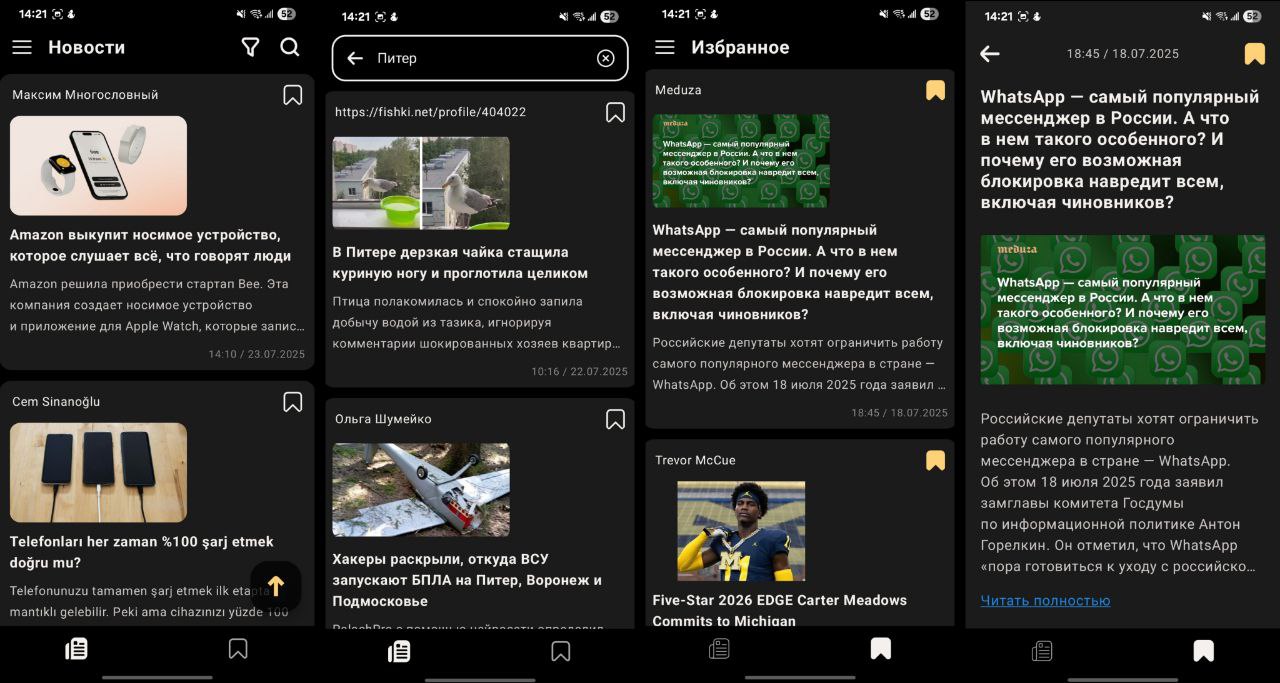 14:21
52
Новости
Максим Многословный
Amazon выкупит носимое устройство,
которое слушает всё, что говорят люди
Amazon решила приобрести стартап Bee. Эта
компания создает носимое устройство
и приложение для Apple Watch, которые запис...
14:10 / 23.07.2025
Cem Sinanoğlu
Telefonları her zaman %100 şarj etmek
doğru mu?
Telefonunuzu tamamen şarj etmek ilk etapta
mantıklı gelebilir. Peki ama cihazınızı yüzde 100
14:21
52
Питер
https://fishki.net/profile/404022
В Питере дерзкая чайка стащила
куриную ногу и проглотила целиком
Птица полакомилась и спокойно запила
добычу водой из тазика, игнорируя
комментарии шокированных хозяев квартир...
10:16 / 22.07.2025
Ольга Шумейко
Хакеры раскрыли, откуда ВСУ
запускают БПЛА на Питер, Воронеж и
Подмосковье
14:21
52
Избранное
Meduza
meduza
WhatsApp — самый популярный
мессенджер в России. А что в нем
такого особенного? И почему его
возможная блокировка навредит всем,
включая чиновников?
WhatsApp — самый популярный
мессенджер в России. А что в нем
такого особенного? И почему его
возможная блокировка навредит всем,
включая чиновников?
Российские депутаты хотят ограничить работу
самого популярного мессенджера в стране —
WhatsApp. Об этом 18 июля 2025 года заявил ...
18:45 / 18.07.2025
Trevor McCue
Five-Star 2026 EDGE Carter Meadows
Commits to Michigan
14:21
52
18:45 / 18.07.2025
WhatsApp — самый популярный
мессенджер в России. А что
в нем такого особенного? И
почему его возможная
блокировка навредит всем,
включая чиновников?
meduza
WhatsApp — самый популярный
мессенджер в России. А что в нем
такого особенного? И почему его
возможная блокировка навредит всем,
включая чиновников?
Российские депутаты хотят ограничить
работу самого популярного
мессенджера в стране — WhatsApp.
Об этом 18 июля 2025 года заявил
замглавы комитета Госдумы
по информационной политике Антон
Горелкин. Он отметил, что WhatsApp
«пора готовиться к уходу с российско...
Читать полностью